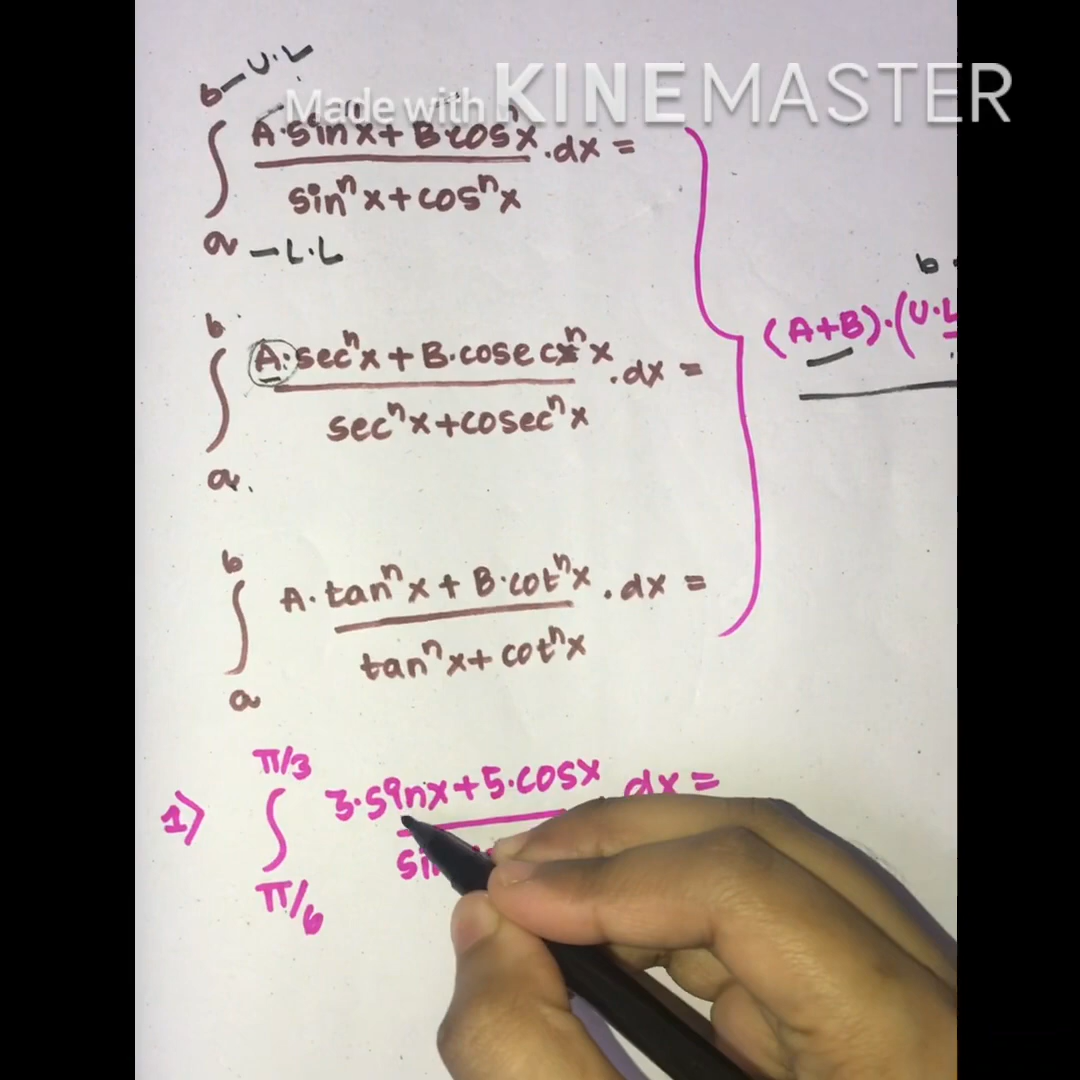 b - U.L
Made with KINEMASTER
∫ A·sinⁿx + B·cosⁿx .dx =
sinⁿx + cosⁿx
a - L.L
b
∫ A·secⁿx + B·cosecⁿx .dx =
secⁿx + cosecⁿx
a
b
(A+B)·(U.L
b
∫ A·tanⁿx + B·cotⁿx .dx =
tanⁿx + cotⁿx
a
π/3
1) ∫ 3·sinx + 5·cosx dx =
π/6